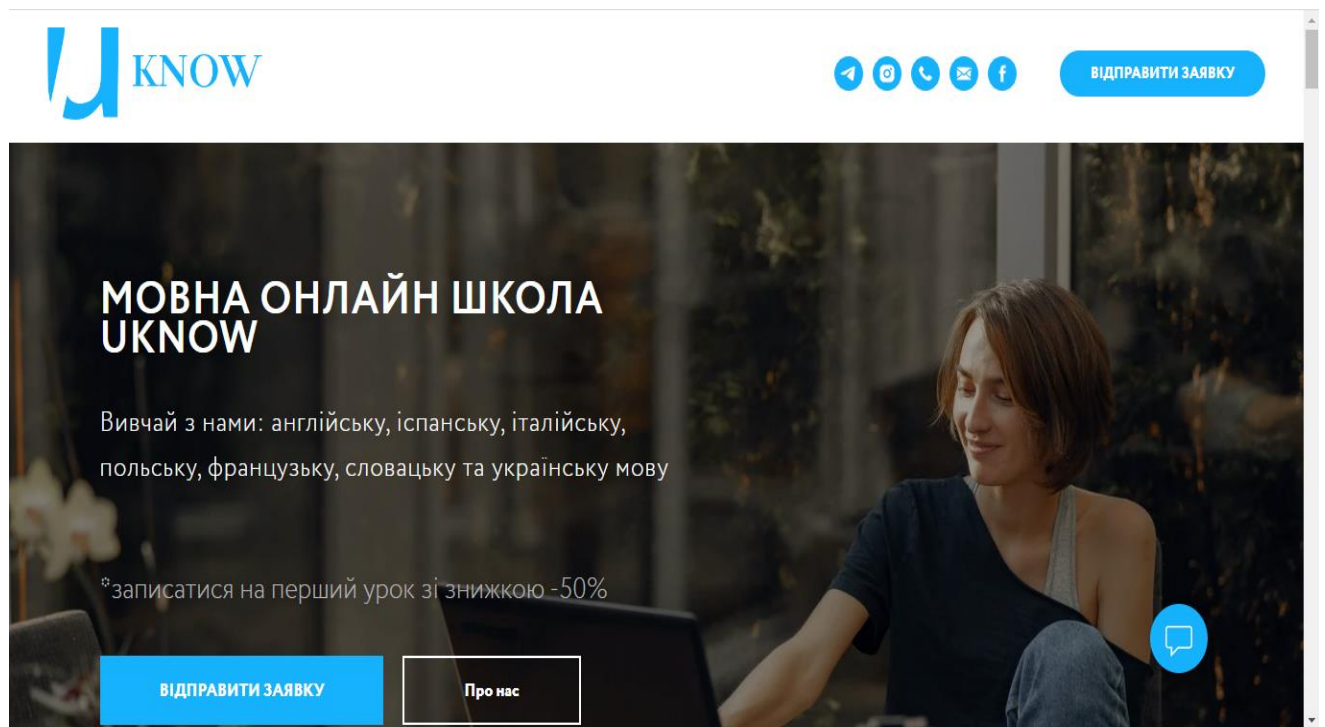 U KNOW
ВІДПРАВИТИ ЗАЯВКУ
МОВНА ОНЛАЙН ШКОЛА
UKNOW
Вивчай з нами: англійську, іспанську, італійську,
польську, французьку, словацьку та українську мову
*записатися на перший урок зі знижкою -50%
ВІДПРАВИТИ ЗАЯВКУ
Про нас